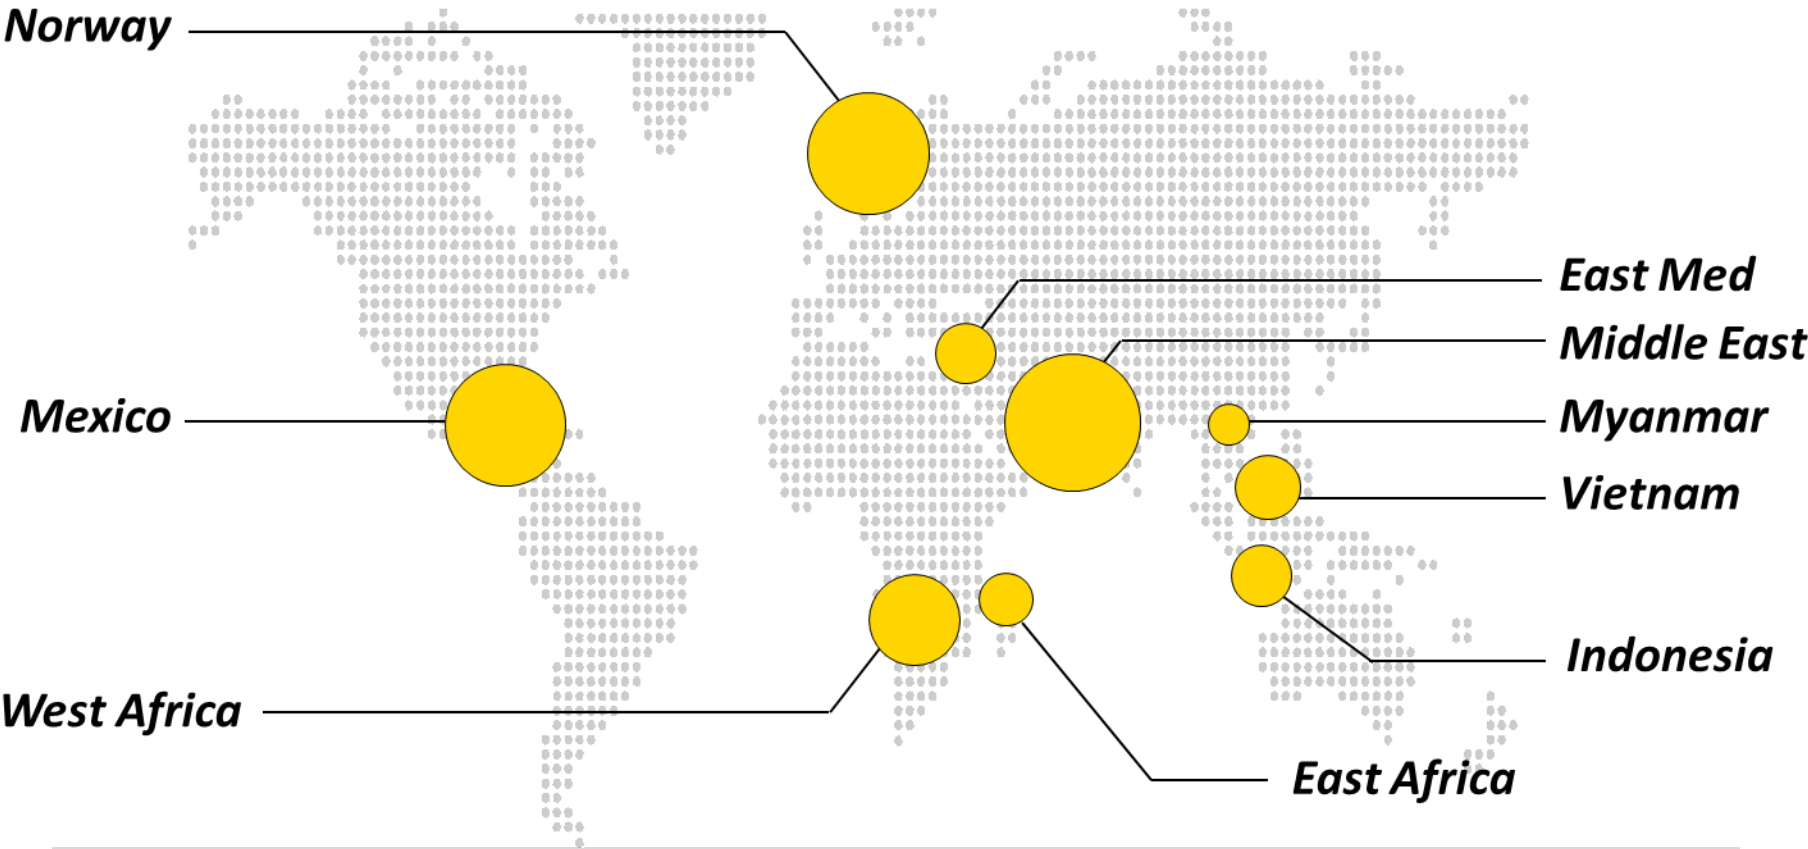 Norway
East Med
Middle East
Mexico
Myanmar
Vietnam
Indonesia
West Africa
East Africa